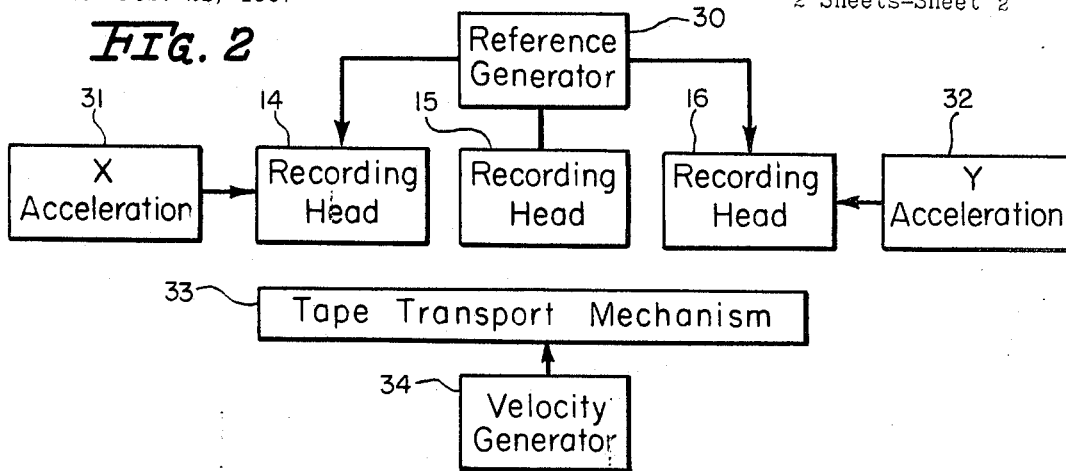 2 Sheets-Sheet 2
FIG. 2
30
Reference
Generator
31
14
15
16
32
X
Acceleration
Recording
Head
Recording
Head
Recording
Head
Y
Acceleration
33
Tape Transport Mechanism
34
Velocity
Generator